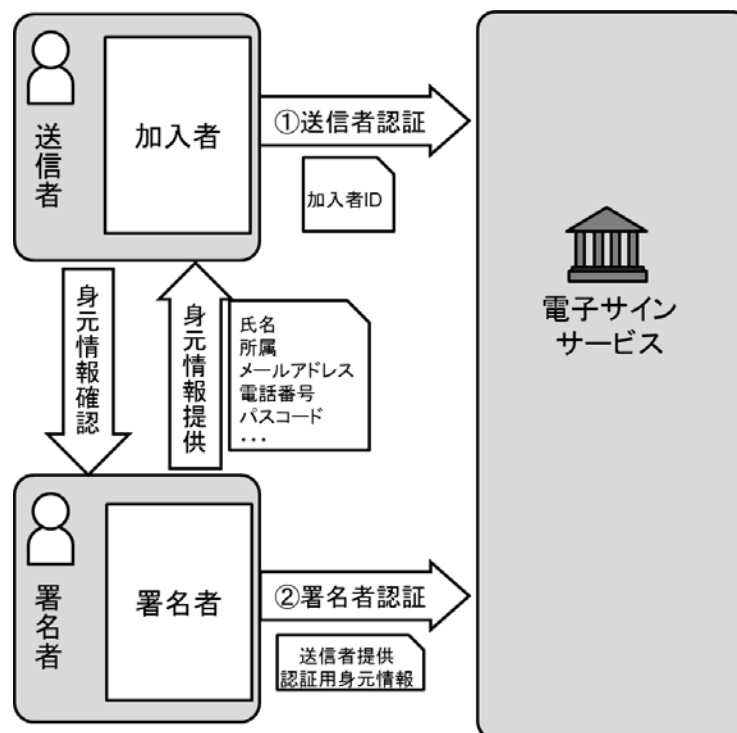 送信者
加入者
①送信者認証
加入者ID
電子サイン
サービス
身元情報確認
身元情報提供
氏名
所属
メールアドレス
電話番号
パスコード
・・・
署名者
署名者
②署名者認証
送信者提供
認証用身元情報